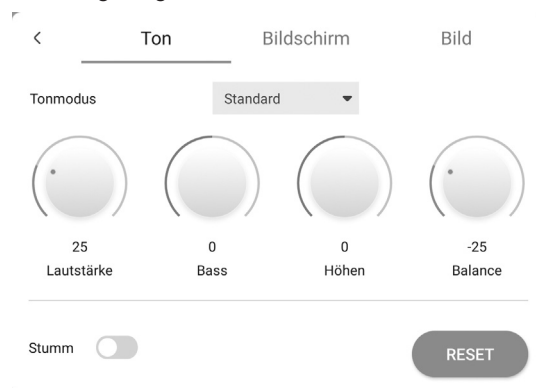 Ton Bildschirm Bild
Tonmodus Standard
25 0 0 -25
Lautstärke Bass Höhen Balance
Stumm RESET